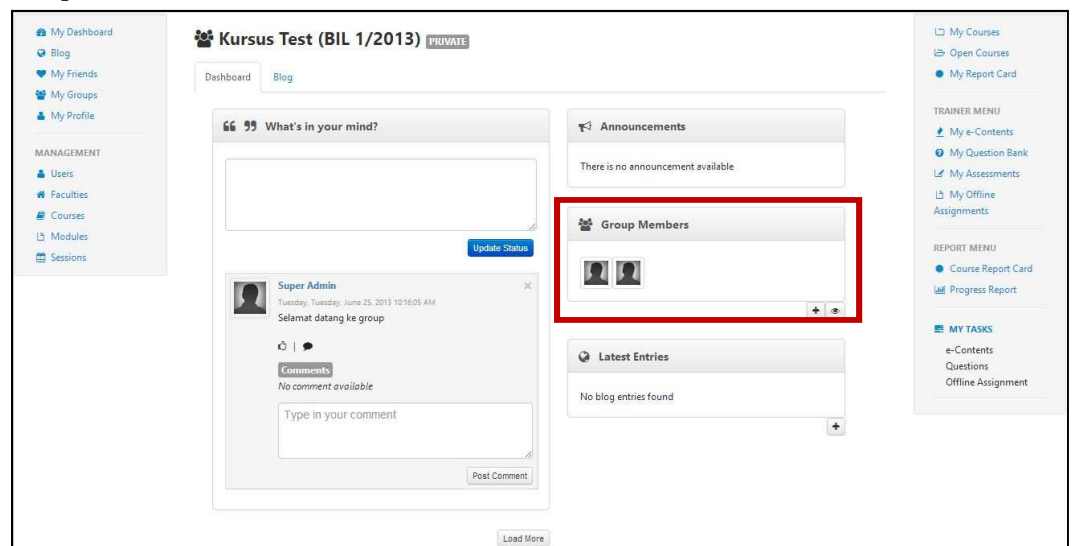 My Dashboard
Blog
My Friends
My Groups
My Profile
MANAGEMENT
Users
Faculties
Courses
Modules
Sessions
Kursus Test (BIL 1/2013) PRIVATE
Dashboard Blog
What's in your mind?
Update Status
Super Admin
Tuesday, Tuesday, June 25, 2013 10:16:05 AM
Selamat datang ke group
Comments
No comment available
Type in your comment
Post Comment
Load More
Announcements
There is no announcement available
Group Members
Latest Entries
No blog entries found
My Courses
Open Courses
My Report Card
TRAINER MENU
My e-Contents
My Question Bank
My Assessments
My Offline
Assignments
REPORT MENU
Course Report Card
Progress Report
MY TASKS
e-Contents
Questions
Offline Assignment